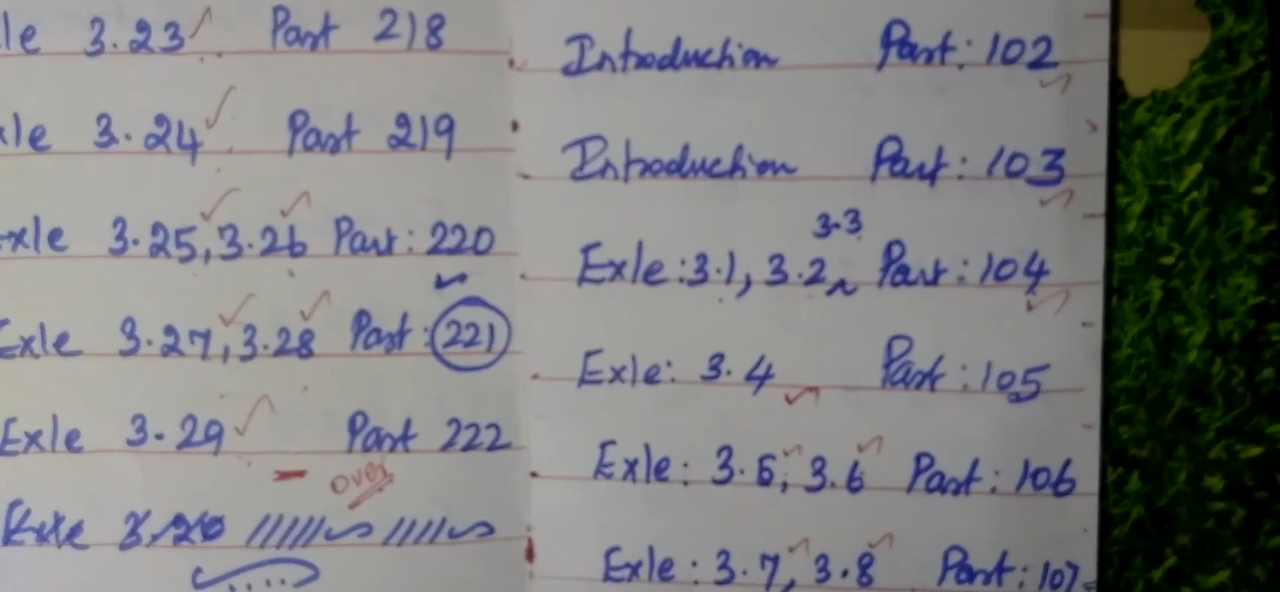 le 3.23 Part 218
le 3.24 Part 219
Exle 3.25, 3.26 Part: 220
Exle 3.27, 3.28 Part: 221
Exle 3.29 Part 222
over
Introduction Part: 102
Introduction Part: 103
3.3
Exle: 3.1, 3.2 Part: 104
Exle: 3.4 Part: 105
Exle: 3.5, 3.6 Part: 106
Exle: 3.7, 3.8 Part: 107